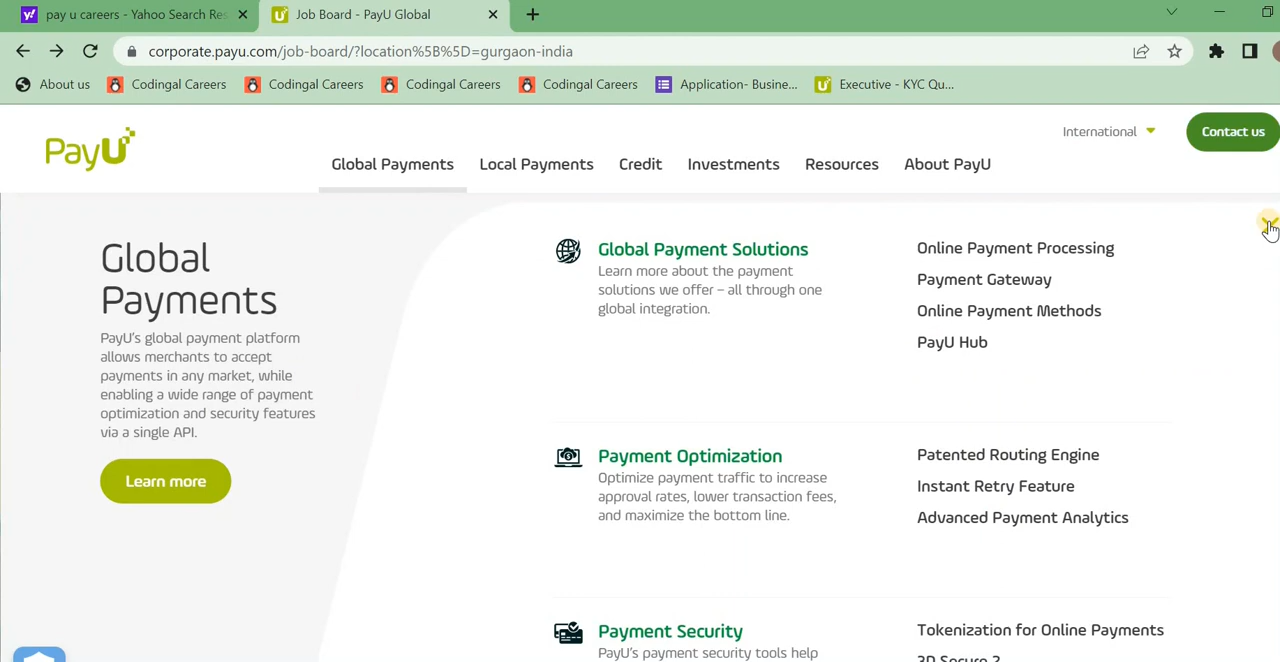 pay u careers - Yahoo Search Res
Job Board - PayU Global
corporate.payu.com/job-board/?location%5B%5D=gurgaon-india
About us
Codingal Careers
Codingal Careers
Codingal Careers
Codingal Careers
Application- Busine...
Executive - KYC Qu...
PayU
International
Contact us
Global Payments
Local Payments
Credit
Investments
Resources
About PayU
Global
Payments
PayU's global payment platform
allows merchants to accept
payments in any market, while
enabling a wide range of payment
optimization and security features
via a single API.
Learn more
Global Payment Solutions
Learn more about the payment
solutions we offer – all through one
global integration.
Online Payment Processing
Payment Gateway
Online Payment Methods
PayU Hub
Payment Optimization
Optimize payment traffic to increase
approval rates, lower transaction fees,
and maximize the bottom line.
Patented Routing Engine
Instant Retry Feature
Advanced Payment Analytics
Payment Security
PayU's payment security tools help
Tokenization for Online Payments
3D Secure 2